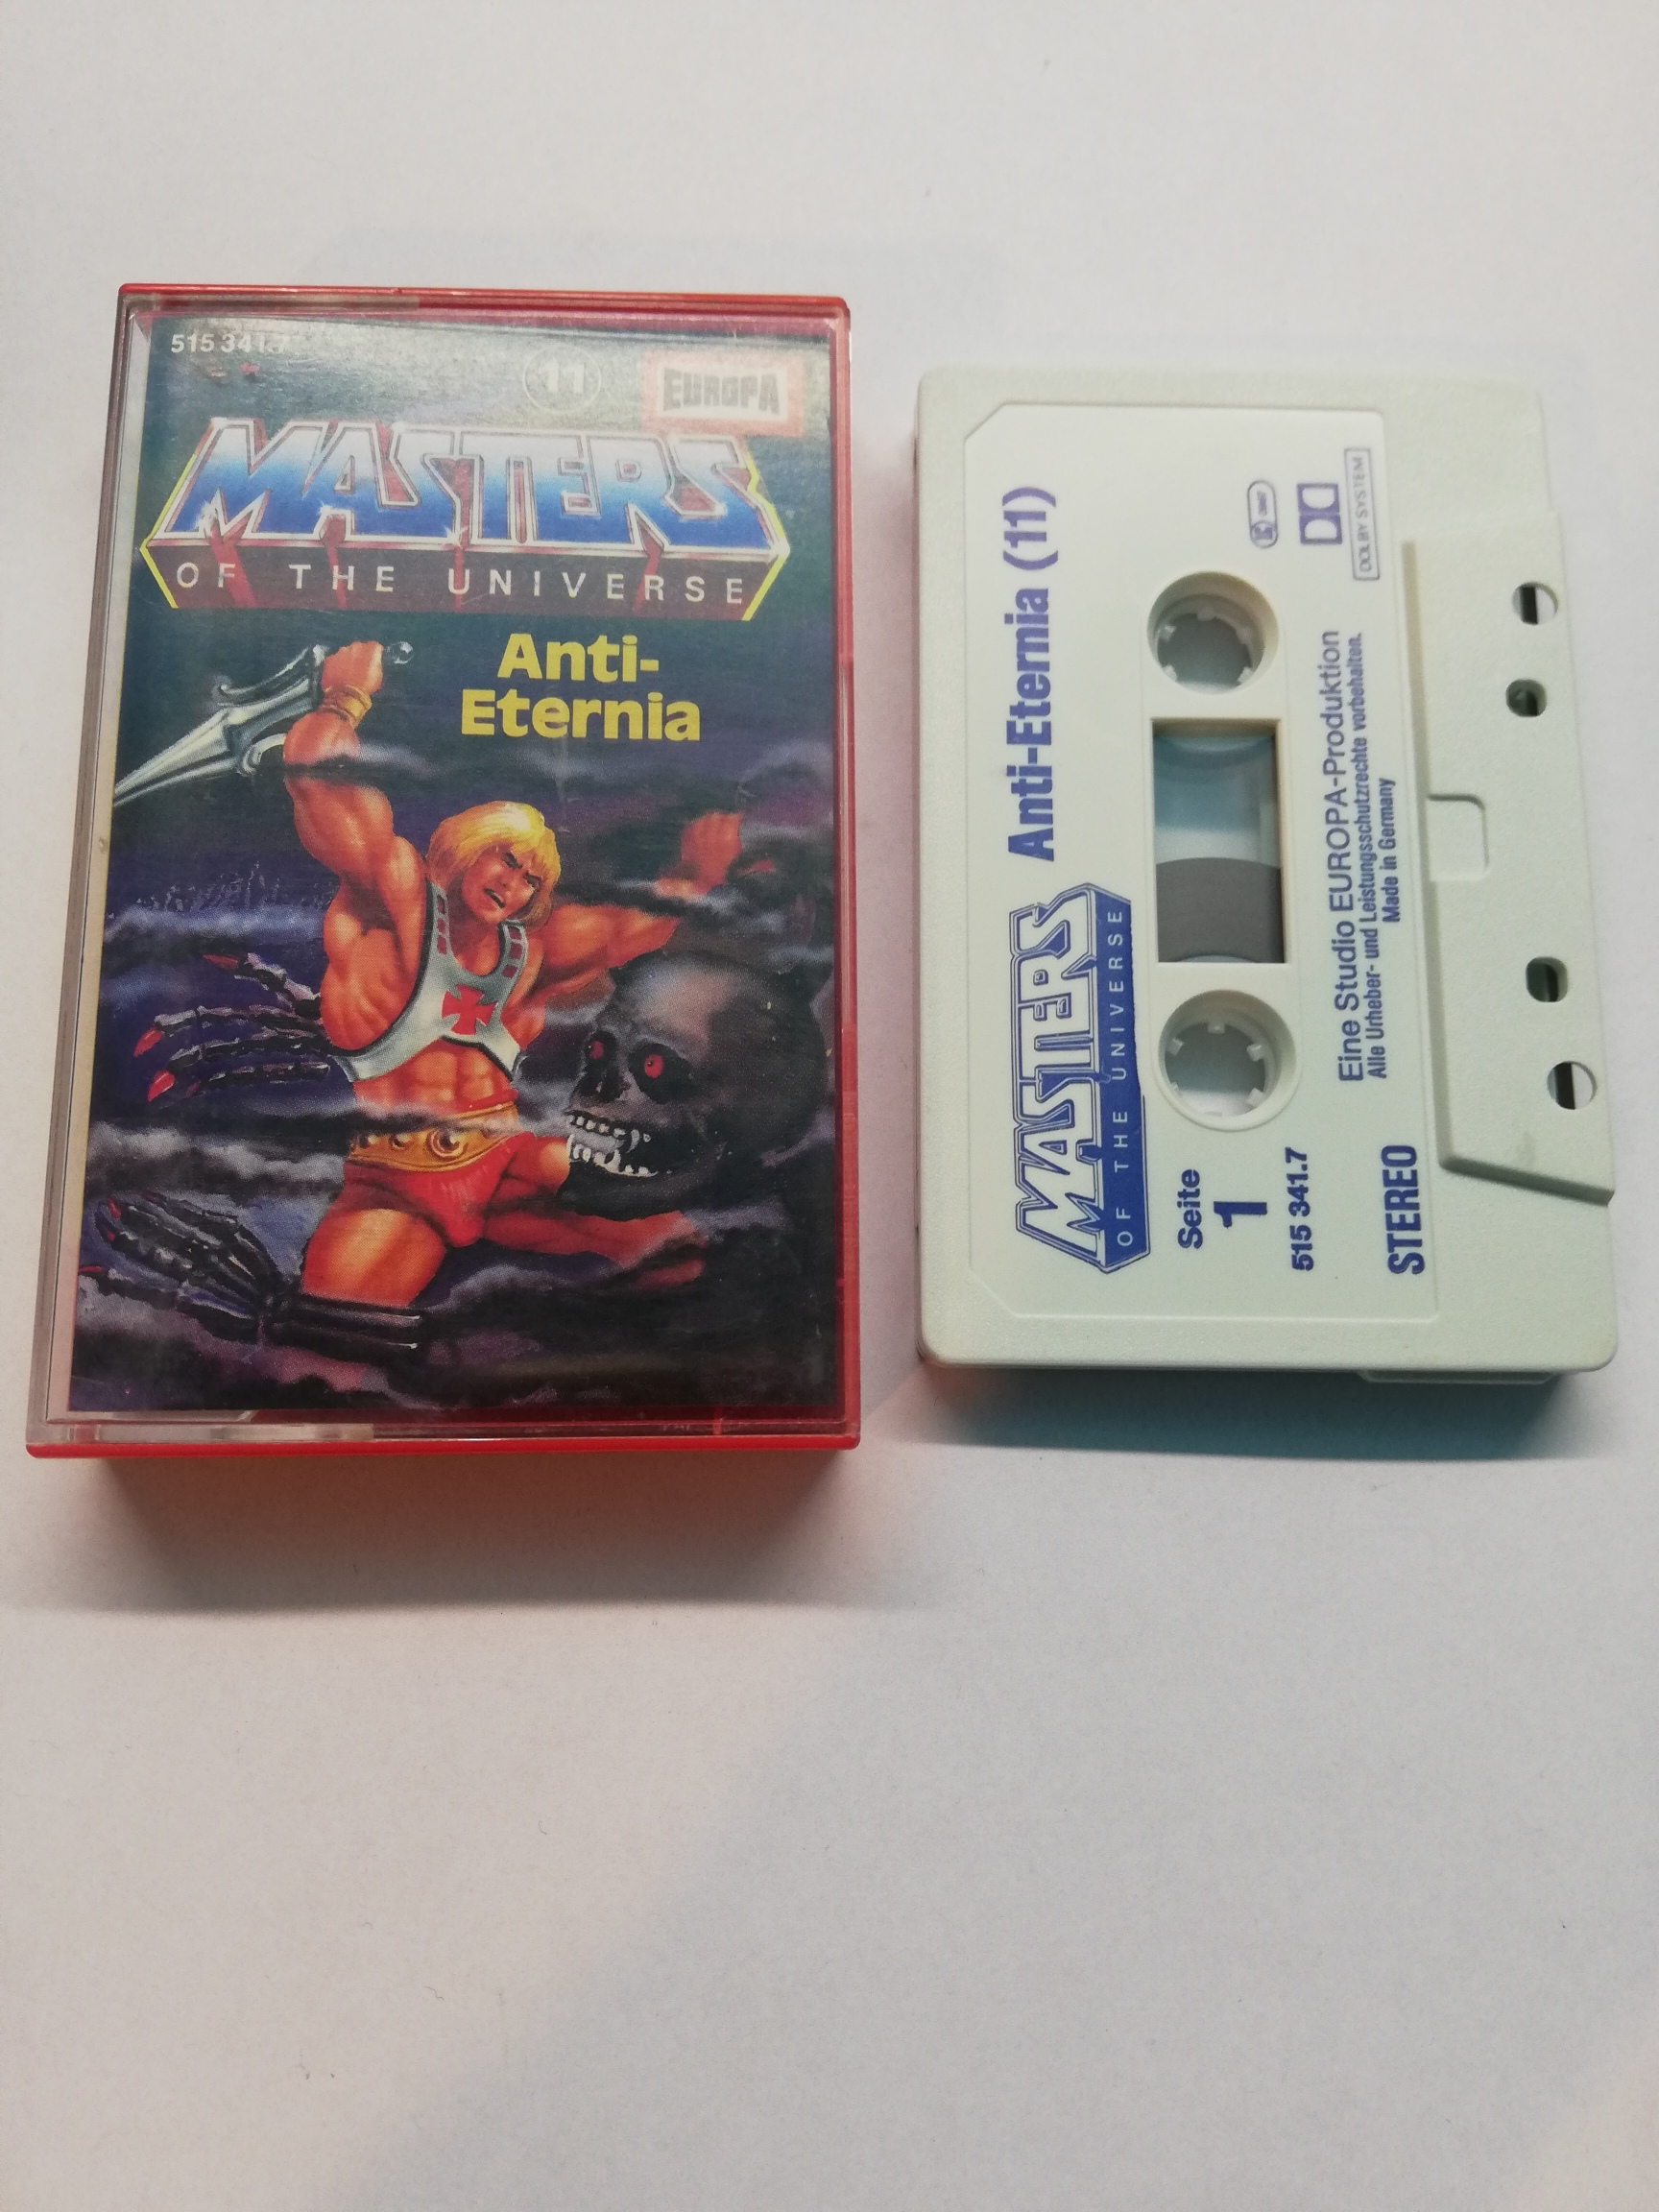 515 341.7
11
EUROPA
MASTERS
OF THE UNIVERSE
Anti-
Eternia
MASTERS
OF THE UNIVERSE
Anti-Eternia (11)
Seite
1
515 341.7
STEREO
Eine Studio EUROPA-Produktion
Alle Urheber- und Leistungsschutzrechte vorbehalten.
Made in Germany
DOLBY SYSTEM